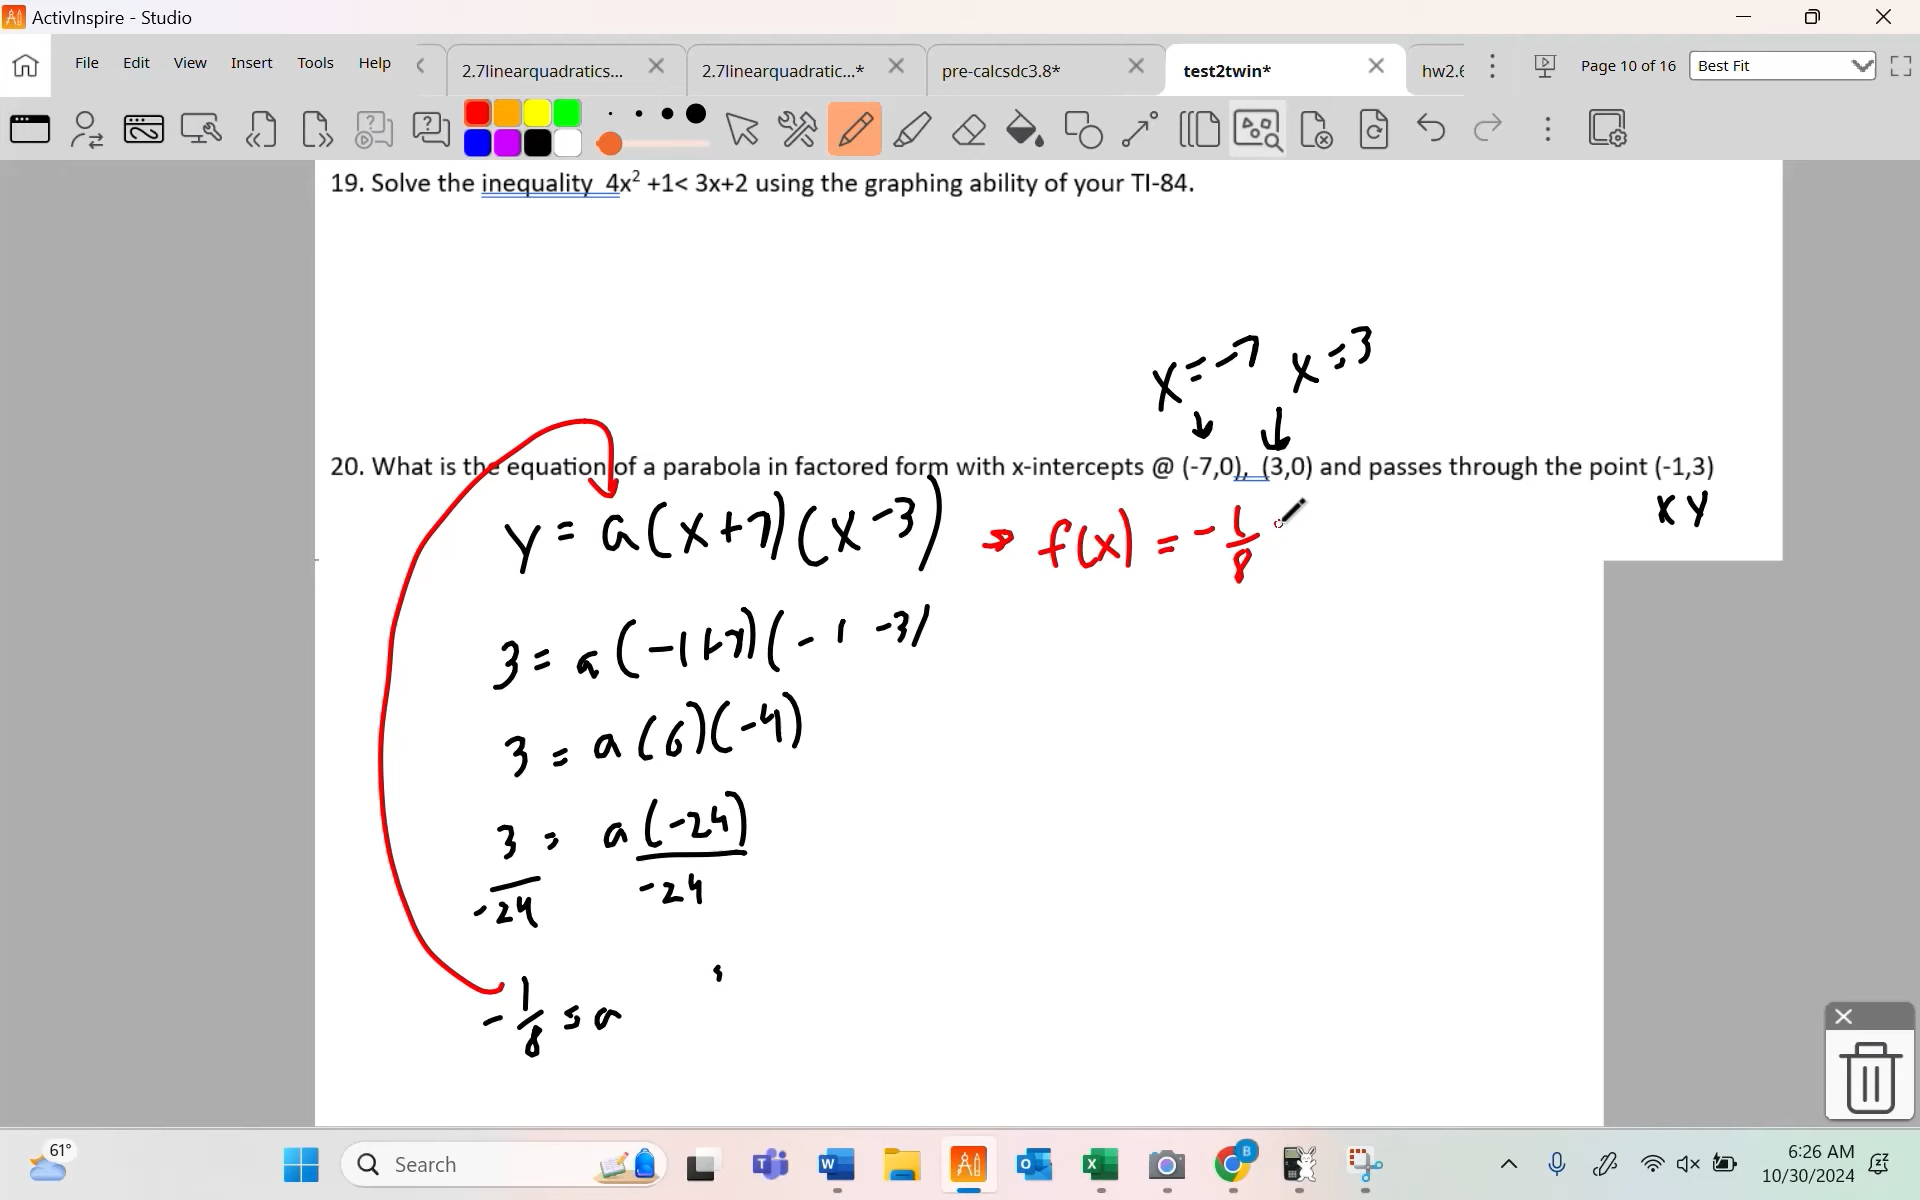 ActivInspire - Studio
File Edit View Insert Tools Help
2.7linearquadratics...
2.7linearquadratic...*
pre-calcsdc3.8*
test2twin*
hw2.6
Page 10 of 16
Best Fit
19. Solve the inequality 4x² +1< 3x+2 using the graphing ability of your TI-84.
x = -7 x = 3
20. What is the equation of a parabola in factored form with x-intercepts @ (-7,0), (3,0) and passes through the point (-1,3)
x y
y = a(x+7)(x-3) → f(x) = -1/8
3 = a(-1+7)(-1-3)
3 = a(6)(-4)
3 = a(-24)
-24 -24
-1/8 = a
61°
Search
6:26 AM
10/30/2024